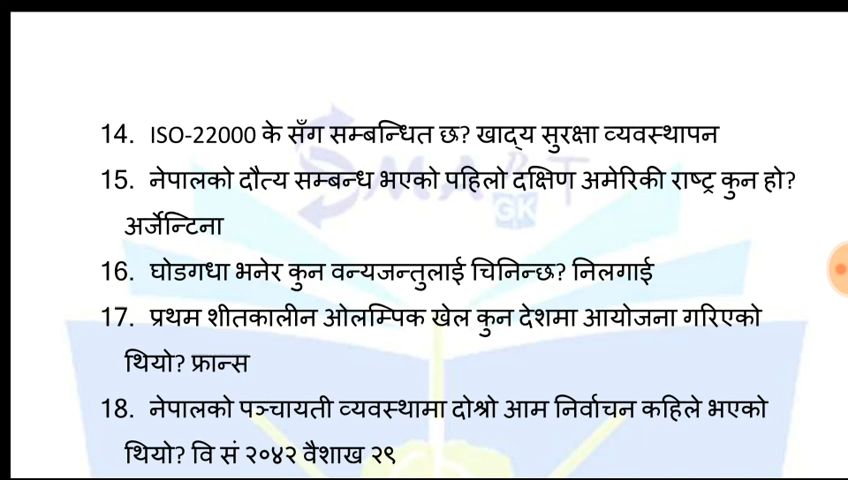 14. ISO-22000 के सँग सम्बन्धित छ? खाद्य सुरक्षा व्यवस्थापन
15. नेपालको दौत्य सम्बन्ध भएको पहिलो दक्षिण अमेरिकी राष्ट्र कुन हो?
अर्जेन्टिना
16. घोडगधा भनेर कुन वन्यजन्तुलाई चिनिन्छ? निलगाई
17. प्रथम शीतकालीन ओलम्पिक खेल कुन देशमा आयोजना गरिएको
थियो? फ्रान्स
18. नेपालको पञ्चायती व्यवस्थामा दोश्रो आम निर्वाचन कहिले भएको
थियो? वि सं २०४२ वैशाख २९
SMART
GK